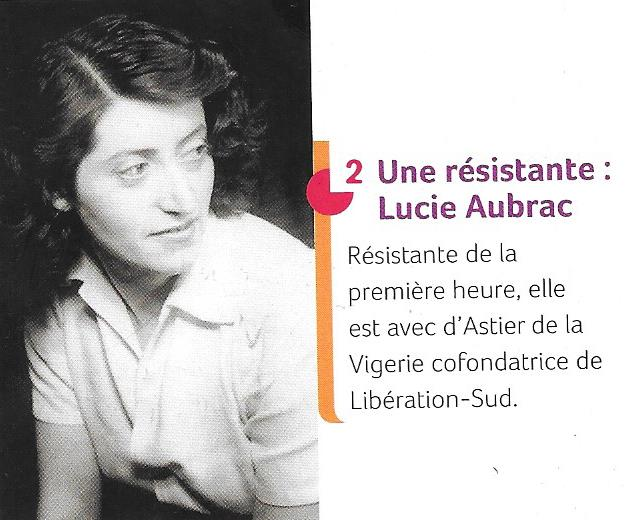 2 Une résistante :
Lucie Aubrac
Résistante de la
première heure, elle
est avec d'Astier de la
Vigerie cofondatrice de
Libération-Sud.